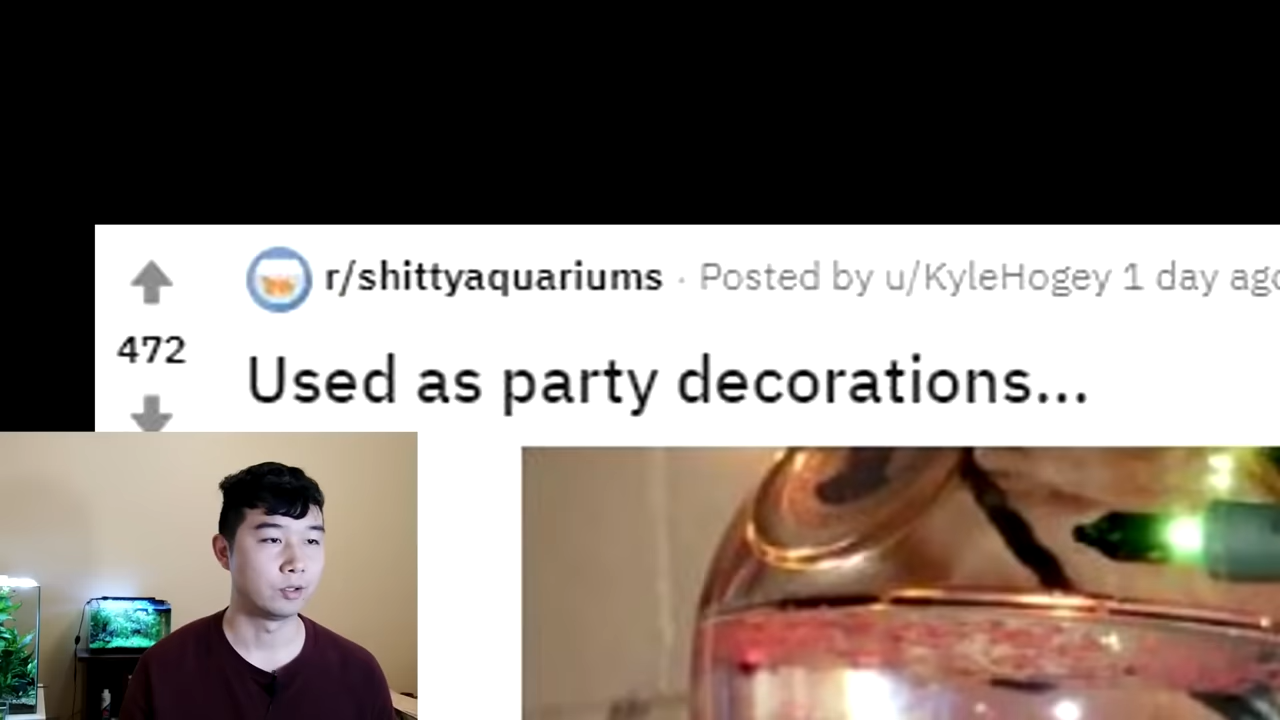 r/shittyaquariums · Posted by u/KyleHogey 1 day ago
472
Used as party decorations...